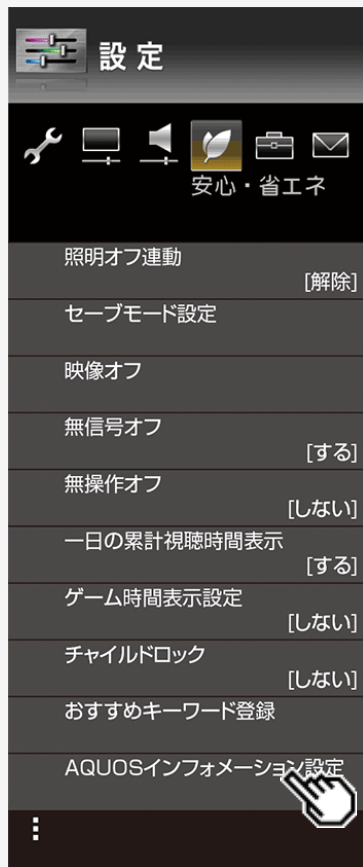 設定
安心・省エネ
照明オフ連動
[解除]
セーブモード設定
映像オフ
無信号オフ
[する]
無操作オフ
[しない]
一日の累計視聴時間表示
[する]
ゲーム時間表示設定
[しない]
チャイルドロック
[しない]
おすすめキーワード登録
AQUOSインフォメーション設定